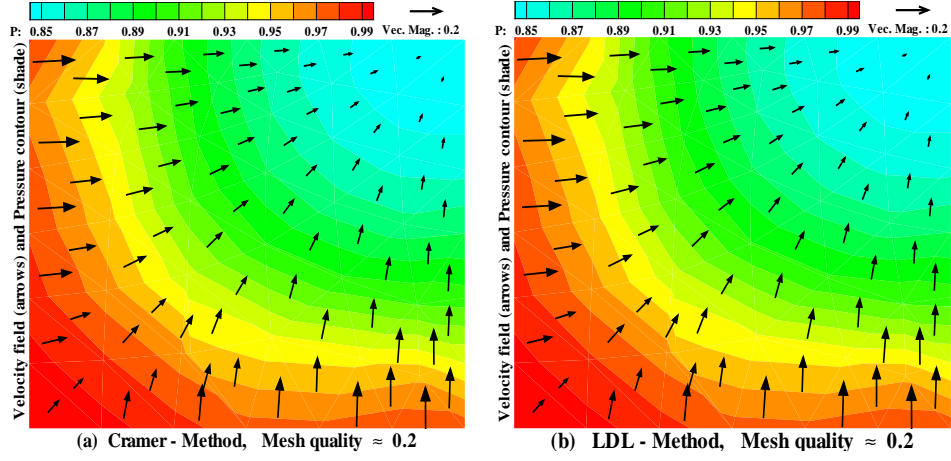 P: 0.85 0.87 0.89 0.91 0.93 0.95 0.97 0.99 Vec. Mag. : 0.2
Velocity field (arrows) and Pressure contour (shade)
(a) Cramer - Method, Mesh quality ≈ 0.2
P: 0.85 0.87 0.89 0.91 0.93 0.95 0.97 0.99 Vec. Mag. : 0.2
Velocity field (arrows) and Pressure contour (shade)
(b) LDL - Method, Mesh quality ≈ 0.2